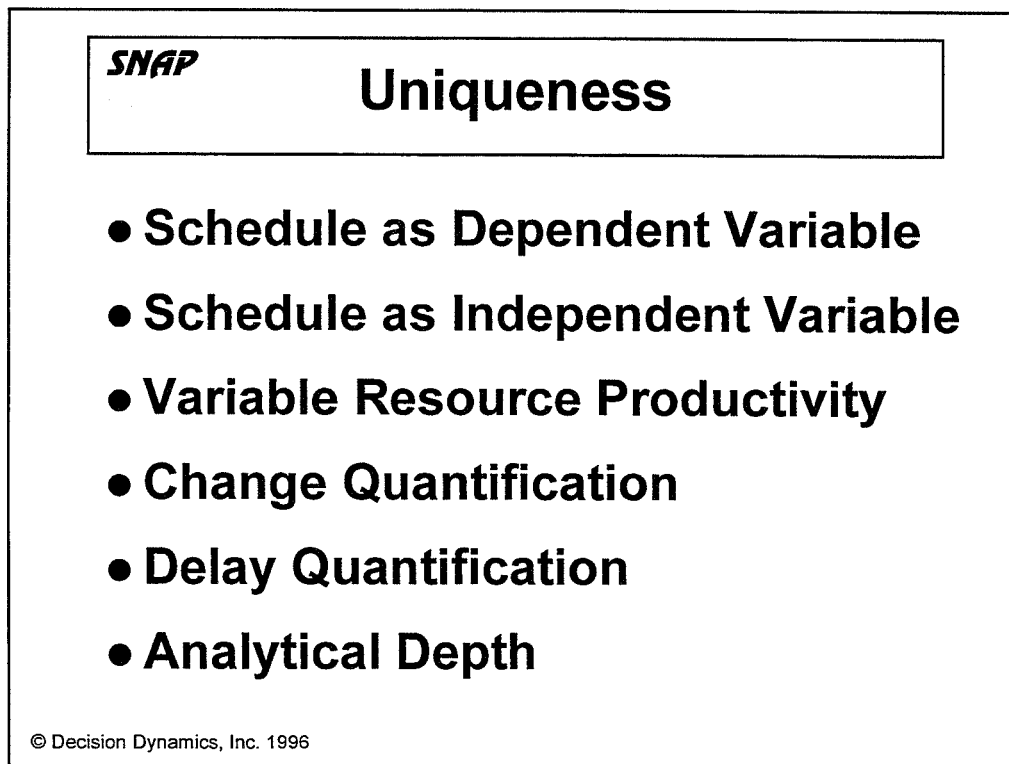 SNAP
Uniqueness
● Schedule as Dependent Variable
● Schedule as Independent Variable
● Variable Resource Productivity
● Change Quantification
● Delay Quantification
● Analytical Depth
© Decision Dynamics, Inc. 1996